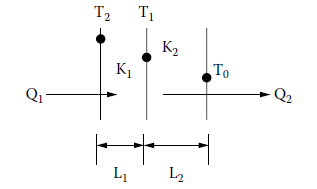 T₂ T₁
K₂
K₁ T₀
Q₁ Q₂
L₁ L₂